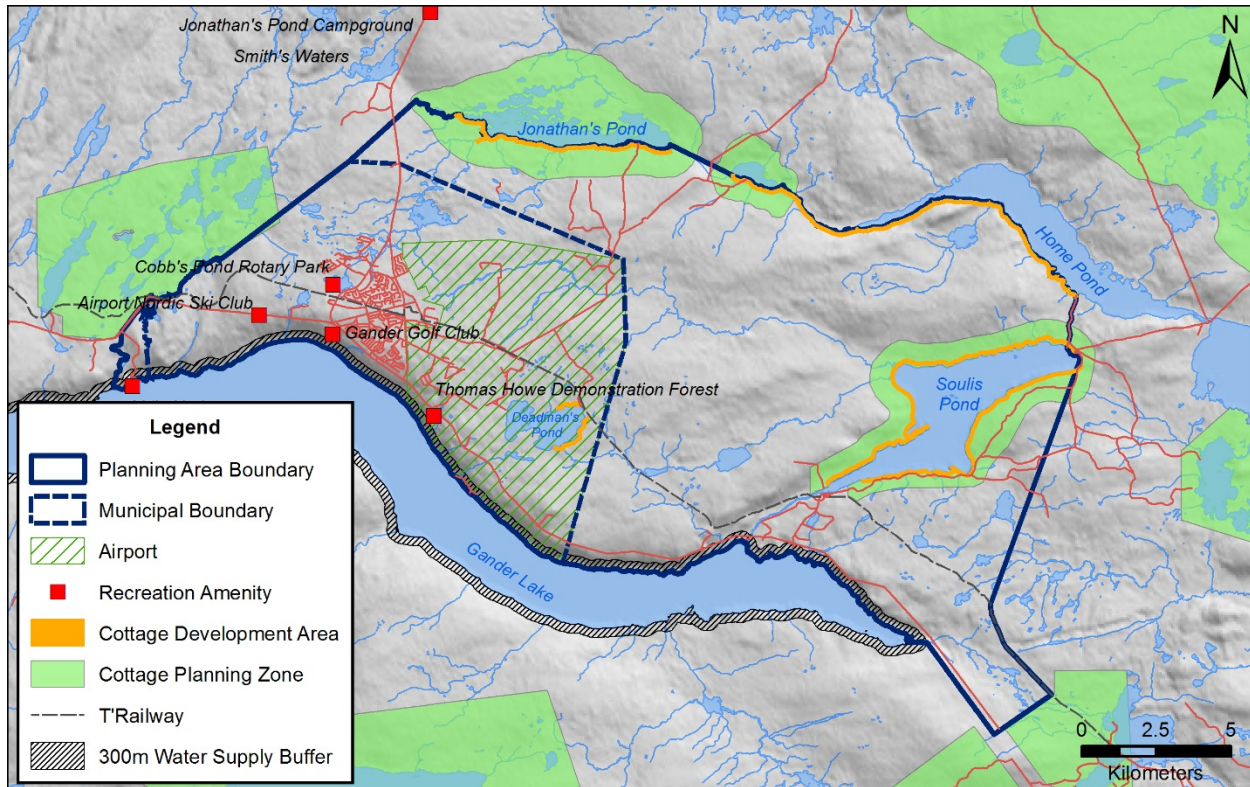 Jonathan's Pond Campground
Smith's Waters
N
Jonathan's Pond
Cobb's Pond Rotary Park
Home Pond
Airport Nordic Ski Club
Gander Golf Club
Thomas Howe Demonstration Forest
Deadman's
Pond
Soulis
Pond
Gander Lake
Legend
Planning Area Boundary
Municipal Boundary
Airport
Recreation Amenity
Cottage Development Area
Cottage Planning Zone
T'Railway
300m Water Supply Buffer
0 2.5 5
Kilometers